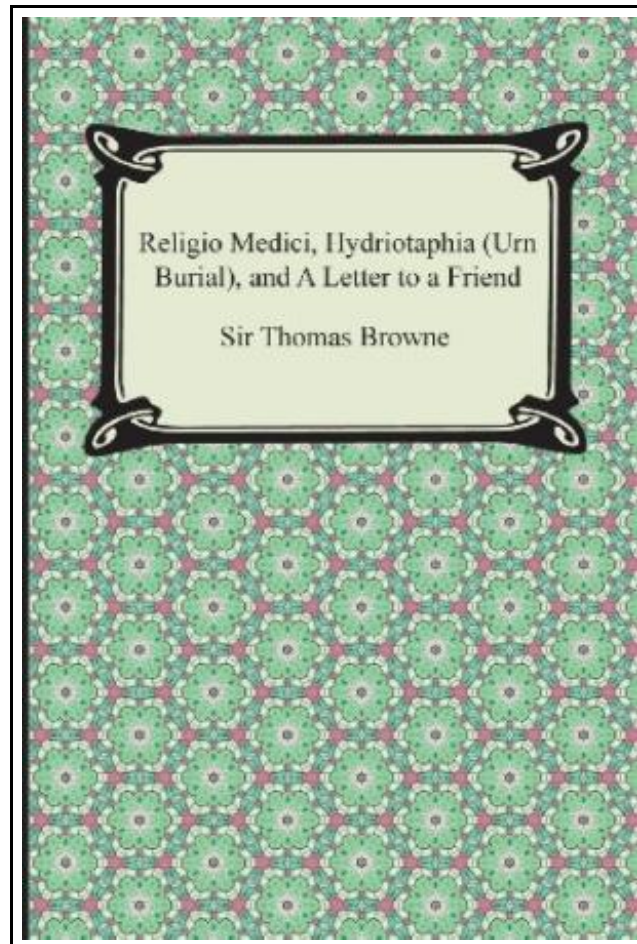 Religio Medici, Hydriotaphia (Urn
Burial), and A Letter to a Friend
Sir Thomas Browne